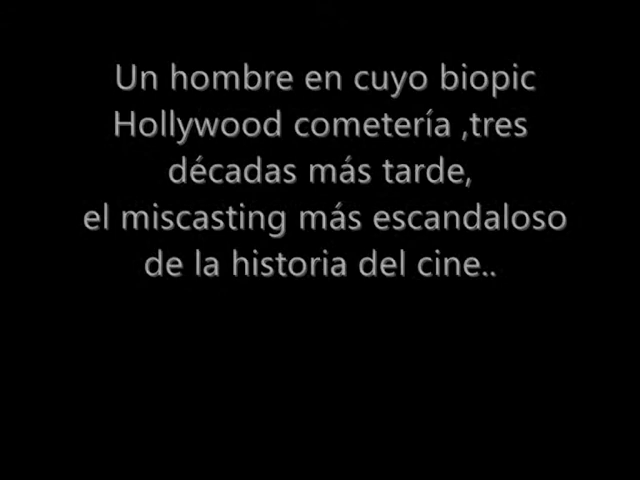 Un hombre en cuyo biopic
Hollywood cometería ,tres
décadas más tarde,
el miscasting más escandaloso
de la historia del cine..